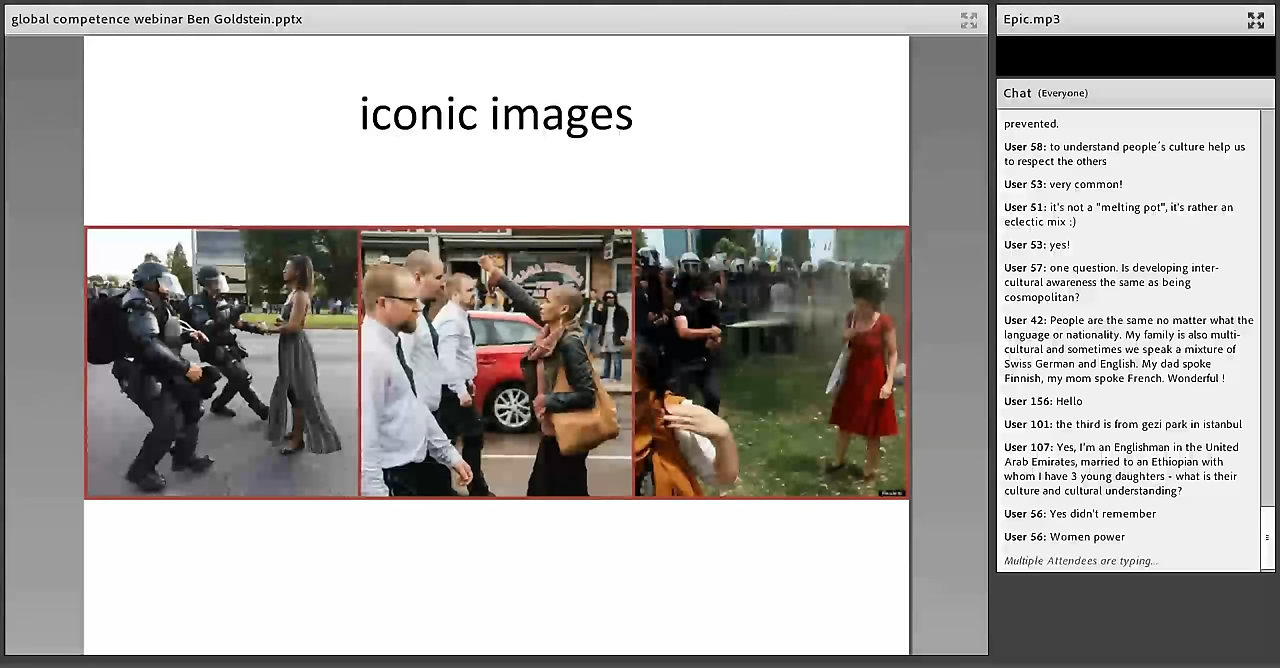 global competence webinar Ben Goldstein.pptx
iconic images
Epic.mp3
Chat (Everyone)
prevented.
User 58: to understand people´s culture help us
to respect the others
User 53: very common!
User 51: it's not a "melting pot", it's rather an
eclectic mix :)
User 53: yes!
User 57: one question. Is developing inter-
cultural awareness the same as being
cosmopolitan?
User 42: People are the same no matter what the
language or nationality. My family is also multi-
cultural and sometimes we speak a mixture of
Swiss German and English. My dad spoke
Finnish, my mom spoke French. Wonderful !
User 156: Hello
User 101: the third is from gezi park in istanbul
User 107: Yes, I'm an Englishman in the United
Arab Emirates, married to an Ethiopian with
whom I have 3 young daughters - what is their
culture and cultural understanding?
User 56: Yes didn't remember
User 56: Women power
Multiple Attendees are typing...